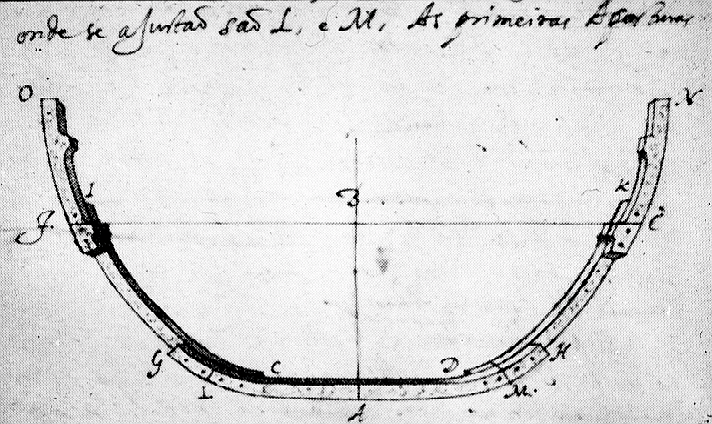 onde se ajustaõ saõ L, e M, As primeiras
O N
I K
B
F. E
G C D H
L M.
A